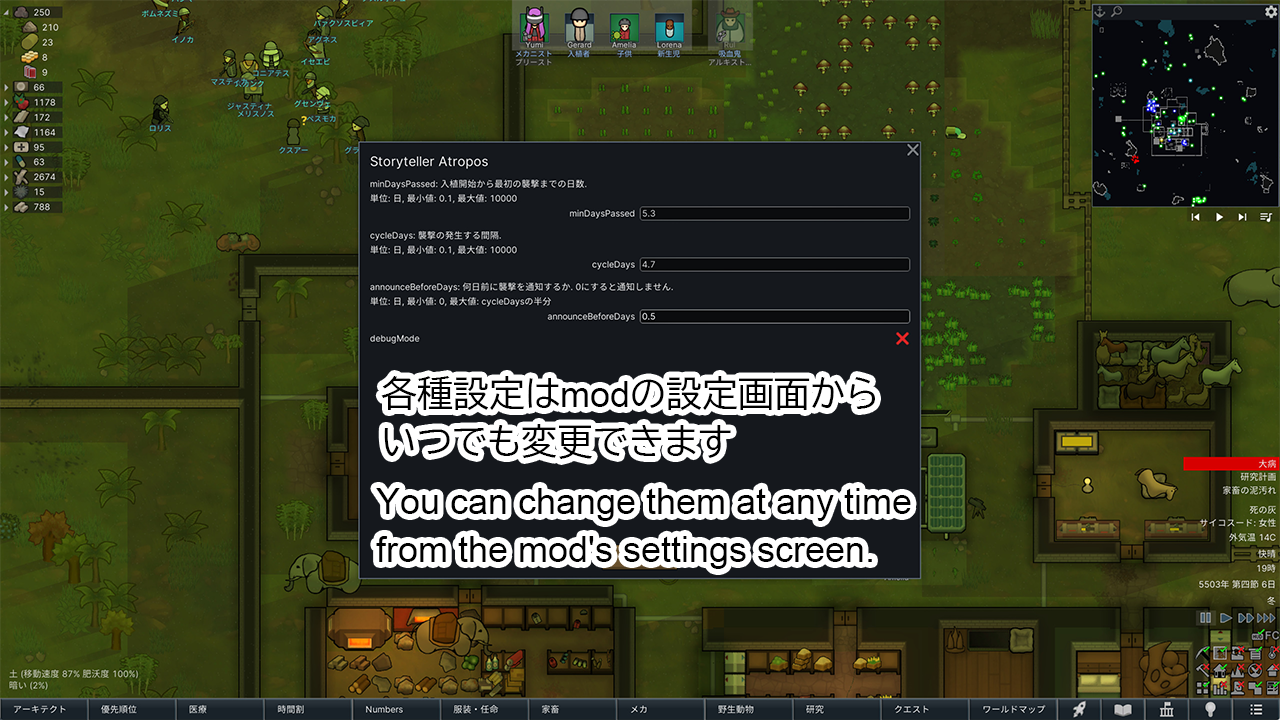 250
210
23
8
9
66
1178
172
1164
95
63
2674
15
788
ボムネズミ
イノカ
パァクソスピィア
アグネス
イセエビ
コニアテス
ジャスティナ
メリスノス
グセンヴェ
ペスモカ
ロリス
クスアー
グラ
Yumi
メカニスト
プリースト
Gerard
入植者
Amelia
子供
Lorena
新生児
Rui
吸血鬼
アルキスト...
Storyteller Atropos
minDaysPassed: 入植開始から最初の襲撃までの日数.
単位: 日, 最小値: 0.1, 最大値: 10000
minDaysPassed 5.3
cycleDays: 襲撃の発生する間隔.
単位: 日, 最小値: 0.1, 最大値: 10000
cycleDays 4.7
announceBeforeDays: 何日前に襲撃を通知するか. 0にすると通知しません.
単位: 日, 最小値: 0, 最大値: cycleDaysの半分
announceBeforeDays 0.5
debugMode
各種設定はmodの設定画面から
いつでも変更できます
You can change them at any time
from the mod's settings screen.
大病
研究計画
家畜の泥汚れ
死の灰
サイコスード: 女性
外気温 14C
快晴
19時
5503年 第四節 6日
冬
FC
土 (移動速度 87% 肥沃度 100%)
暗い (2%)
アーキテクト 優先順位 医療 時間割 Numbers 服装・任命 家畜 メカ 野生動物 研究 クエスト ワールドマップ